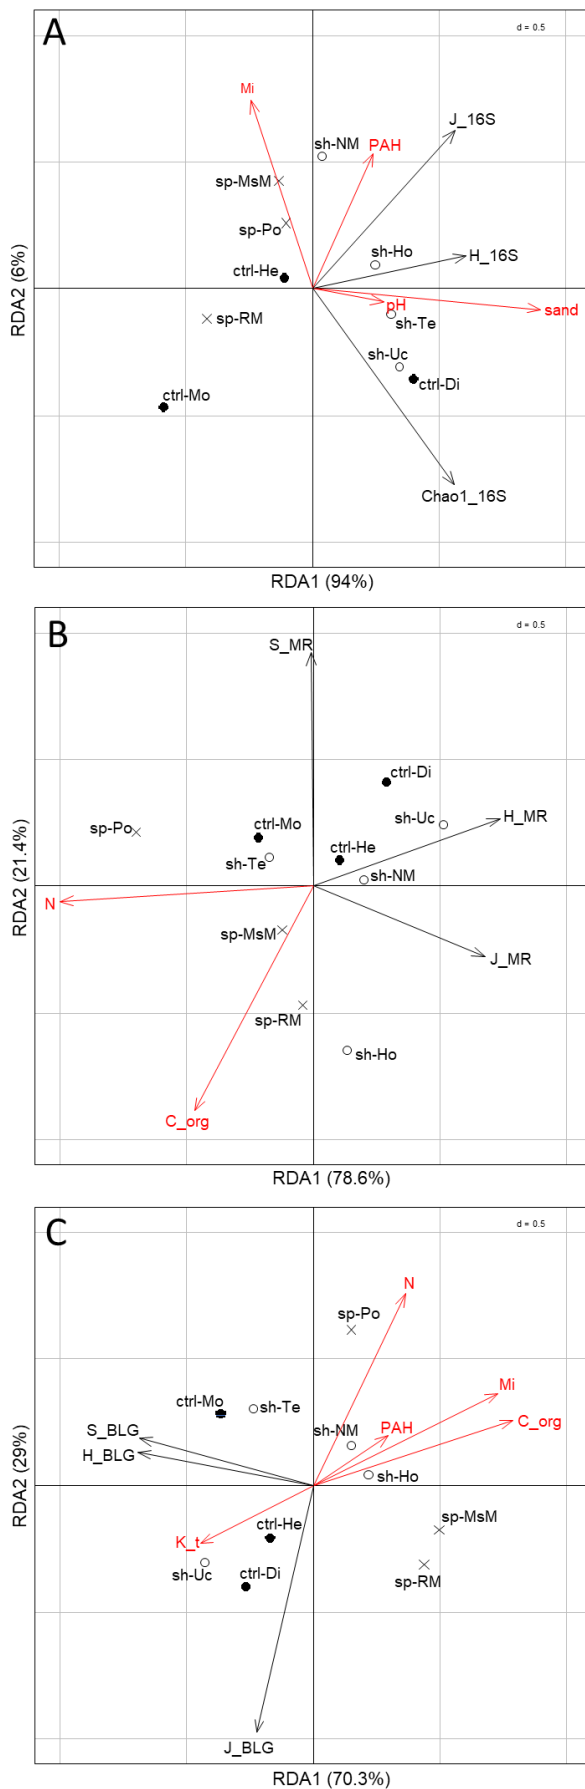 A
d = 0.5
Mi
J_16S
sh-NM
PAH
sp-MsM
sp-Po
sh-Ho
H_16S
ctrl-He
pH
sand
sp-RM
sh-Te
sh-Uc
ctrl-Di
ctrl-Mo
Chao1_16S
RDA2 (6%)
RDA1 (94%)
B
d = 0.5
S_MR
ctrl-Di
sp-Po
ctrl-Mo
sh-Uc
H_MR
ctrl-He
sh-Te
sh-NM
N
sp-MsM
J_MR
sp-RM
sh-Ho
C_org
RDA2 (21.4%)
RDA1 (78.6%)
C
d = 0.5
N
sp-Po
Mi
ctrl-Mo
sh-Te
C_org
S_BLG
PAH
sh-NM
H_BLG
sh-Ho
sp-MsM
ctrl-He
K_t
sh-Uc
ctrl-Di
sp-RM
J_BLG
RDA2 (29%)
RDA1 (70.3%)